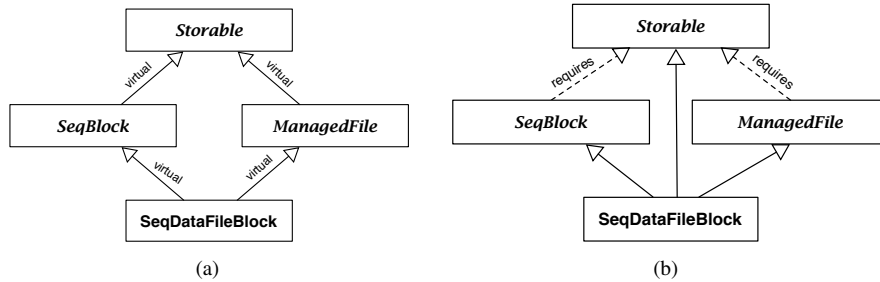 Storable
virtual
virtual
SeqBlock
ManagedFile
virtual
virtual
SeqDataFileBlock
(a)
Storable
requires
requires
SeqBlock
ManagedFile
SeqDataFileBlock
(b)